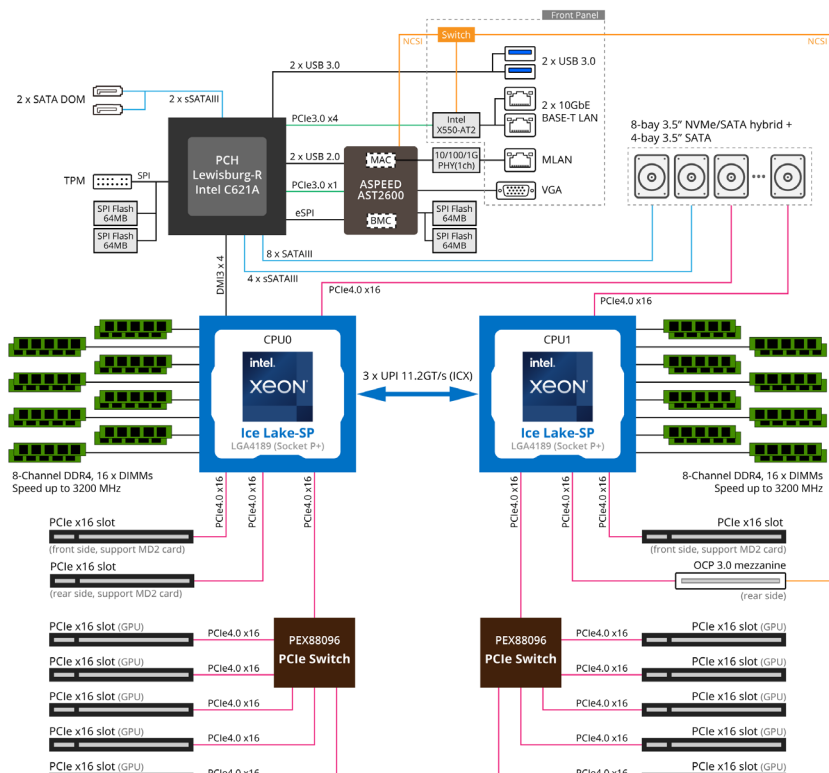 Front Panel
NCSI
Switch
NCSI
2 x USB 3.0
2 x USB 3.0
2 x SATA DOM
2 x sSATAIII
PCIe3.0 x4
Intel
X550-AT2
2 x 10GbE
BASE-T LAN
8-bay 3.5” NVMe/SATA hybrid +
4-bay 3.5” SATA
PCH
Lewisburg-R
Intel C621A
2 x USB 2.0
MAC
10/100/1G
PHY(1ch)
MLAN
TPM
SPI
PCIe3.0 x1
ASPEED
AST2600
VGA
SPI Flash
64MB
SPI Flash
64MB
eSPI
BMC
SPI Flash
64MB
SPI Flash
64MB
8 x SATAIII
4 x sSATAIII
DMI3 x 4
PCIe4.0 x16
PCIe4.0 x16
CPU0
intel.
XEON
Ice Lake-SP
LGA4189 (Socket P+)
3 x UPI 11.2GT/s (ICX)
CPU1
intel.
XEON
Ice Lake-SP
LGA4189 (Socket P+)
8-Channel DDR4, 16 x DIMMs
Speed up to 3200 MHz
8-Channel DDR4, 16 x DIMMs
Speed up to 3200 MHz
PCIe4.0 x16
PCIe4.0 x16
PCIe4.0 x16
PCIe4.0 x16
PCIe4.0 x16
PCIe4.0 x16
PCIe x16 slot
(front side, support MD2 card)
PCIe x16 slot
(rear side, support MD2 card)
PCIe x16 slot
(front side, support MD2 card)
OCP 3.0 mezzanine
(rear side)
PCIe x16 slot (GPU)
PCIe4.0 x16
PEX88096
PCIe Switch
PEX88096
PCIe Switch
PCIe4.0 x16
PCIe x16 slot (GPU)
PCIe x16 slot (GPU)
PCIe4.0 x16
PCIe4.0 x16
PCIe x16 slot (GPU)
PCIe x16 slot (GPU)
PCIe4.0 x16
PCIe4.0 x16
PCIe x16 slot (GPU)
PCIe x16 slot (GPU)
PCIe4.0 x16
PCIe4.0 x16
PCIe x16 slot (GPU)
PCIe x16 slot (GPU)
PCIe4.0 x16
PCIe4.0 x16
PCIe x16 slot (GPU)